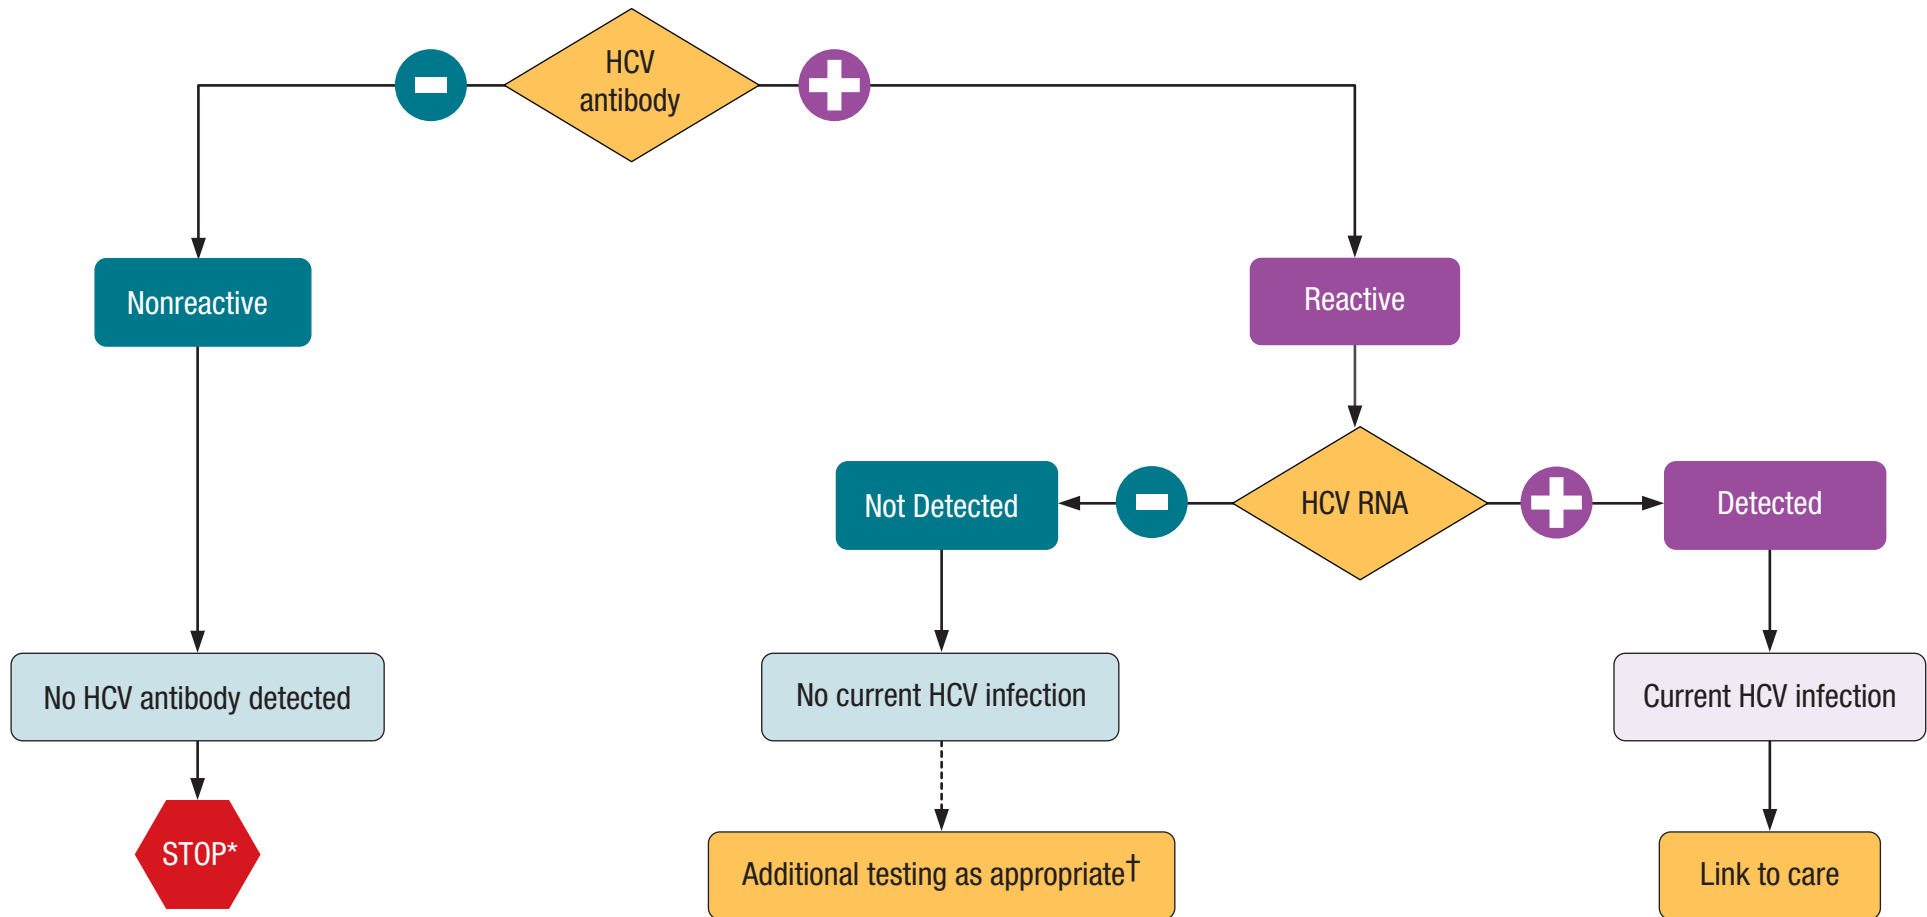 HCV
antibody
Nonreactive
Reactive
Not Detected
HCV RNA
Detected
No HCV antibody detected
No current HCV infection
Current HCV infection
STOP*
Additional testing as appropriate†
Link to care